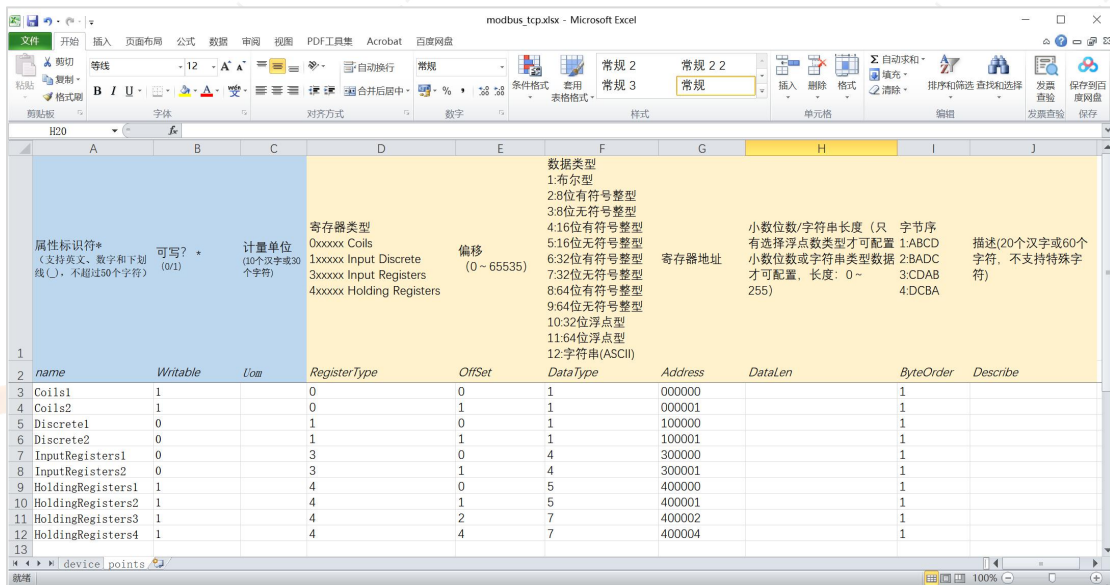 modbus_tcp.xlsx - Microsoft Excel
文件 开始 插入 页面布局 公式 数据 审阅 视图 PDF工具集 Acrobat 百度网盘
粘贴 剪切 复制 格式刷 剪贴板
等线 12 B I U 字体
自动换行 合并后居中 对齐方式
常规 % 数字
条件格式 套用表格格式 常规 2 常规 2 2 常规 3 常规 样式
插入 删除 格式 单元格
Σ 自动求和 填充 清除 排序和筛选 查找和选择 编辑
发票查验 发票查验
保存到百度网盘 保存
H20 fx
A B C D E F G H I J
1
属性标识符*
（支持英文、数字和下划
线(_)，不超过50个字符）
可写？ *
(0/1)
计量单位
(10个汉字或30
个字符)
寄存器类型
0xxxxx Coils
1xxxxx Input Discrete
3xxxxx Input Registers
4xxxxx Holding Registers
偏移
（0～65535）
数据类型
1:布尔型
2:8位有符号整型
3:8位无符号整型
4:16位有符号整型
5:16位无符号整型
6:32位有符号整型
7:32位无符号整型
8:64位有符号整型
9:64位无符号整型
10:32位浮点型
11:64位浮点型
12:字符串(ASCII)
寄存器地址
小数位数/字符串长度（只
有选择浮点数类型才可配置
小数位数或字符串类型数据
才可配置，长度：0～
255）
字节序
1:ABCD
2:BADC
3:CDAB
4:DCBA
描述(20个汉字或60个
字符，不支持特殊字
符)
2 name Writable Uom RegisterType OffSet DataType Address DataLen ByteOrder Describe
3 Coils1 1 0 0 1 000000 1
4 Coils2 1 0 1 1 000001 1
5 Discrete1 0 1 0 1 100000 1
6 Discrete2 0 1 1 1 100001 1
7 InputRegisters1 0 3 0 4 300000 1
8 InputRegisters2 0 3 1 4 300001 1
9 HoldingRegisters1 1 4 0 5 400000 1
10 HoldingRegisters2 1 4 1 5 400001 1
11 HoldingRegisters3 1 4 2 7 400002 1
12 HoldingRegisters4 1 4 4 7 400004 1
13
device points
就绪 100%